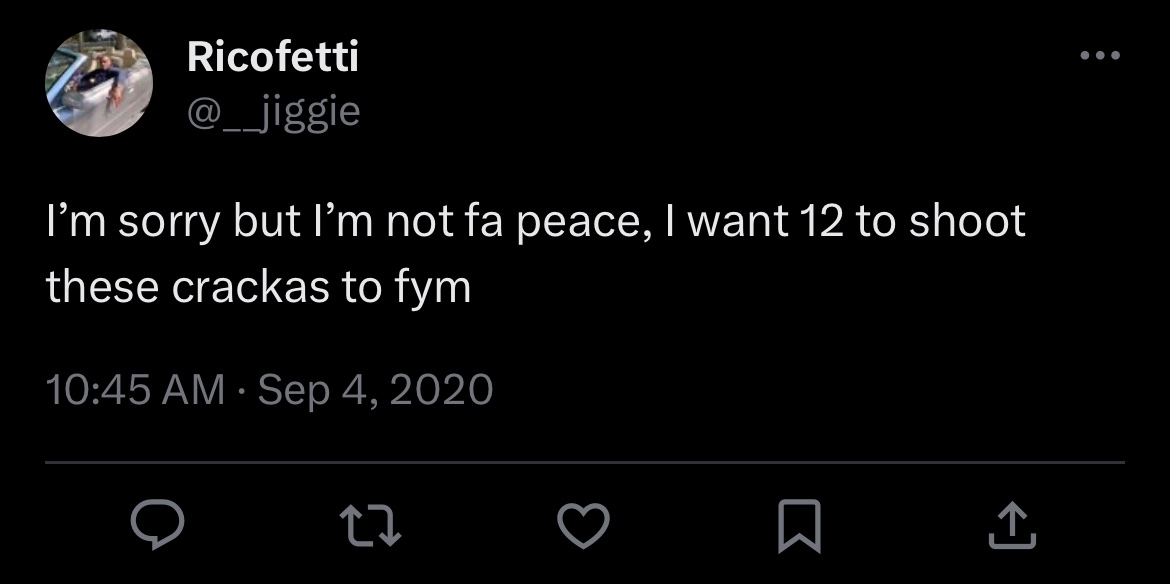 Ricofetti
@__jiggie
I’m sorry but I’m not fa peace, I want 12 to shoot
these crackas to fym
10:45 AM · Sep 4, 2020